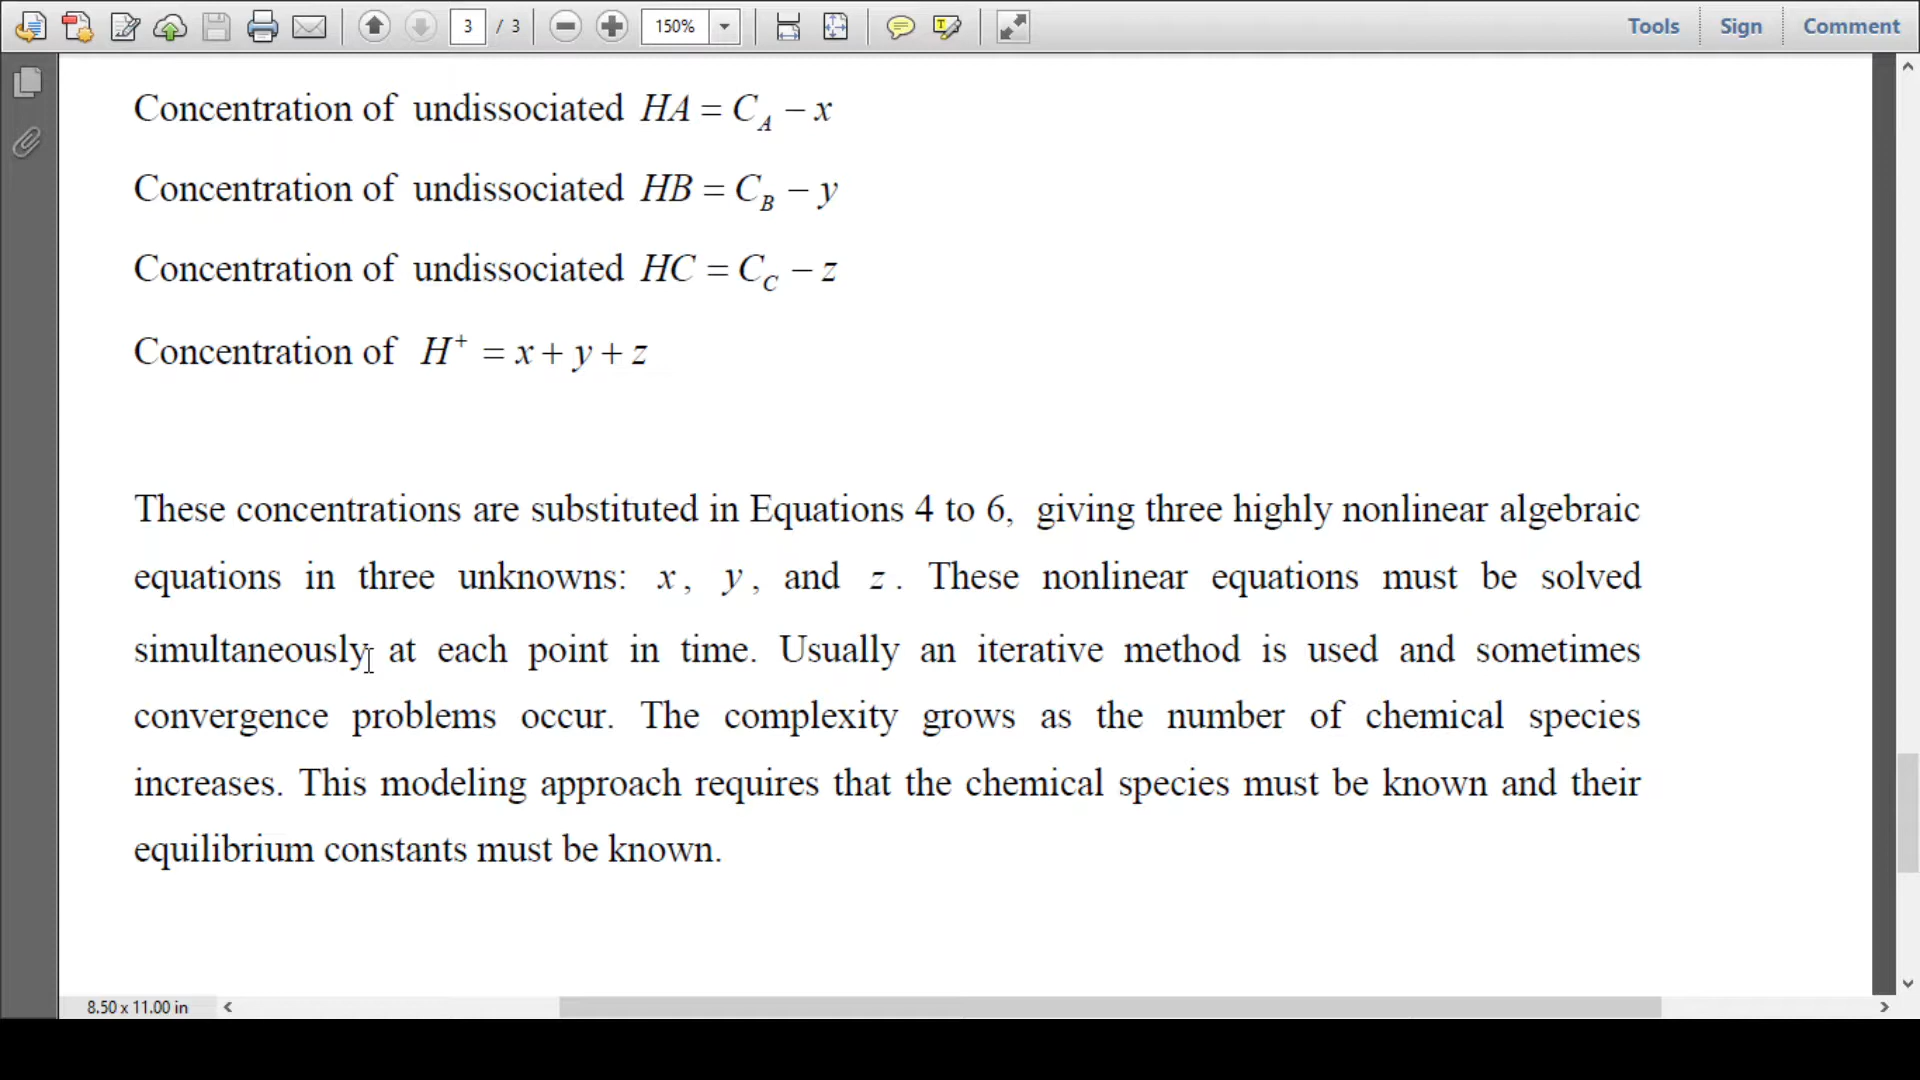 3 / 3 150% Tools Sign Comment
Concentration of undissociated HA = C_A − x
Concentration of undissociated HB = C_B − y
Concentration of undissociated HC = C_C − z
Concentration of H⁺ = x + y + z
These concentrations are substituted in Equations 4 to 6, giving three highly nonlinear algebraic
equations in three unknowns: x, y, and z. These nonlinear equations must be solved
simultaneously at each point in time. Usually an iterative method is used and sometimes
convergence problems occur. The complexity grows as the number of chemical species
increases. This modeling approach requires that the chemical species must be known and their
equilibrium constants must be known.
8.50 x 11.00 in